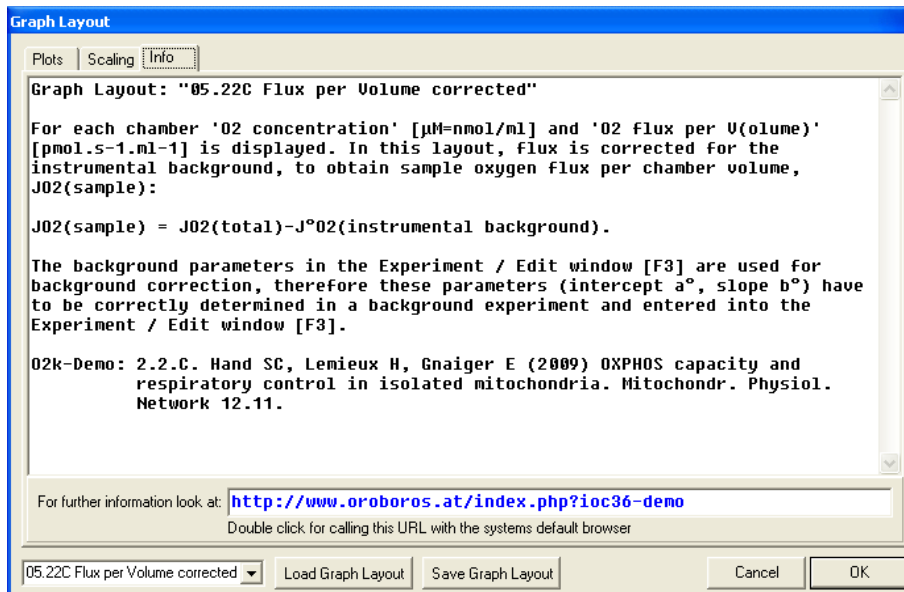 Graph Layout
Plots Scaling Info
Graph Layout: "05.22C Flux per Volume corrected"
For each chamber 'O2 concentration' [µM=nmol/ml] and 'O2 flux per V(olume)'
[pmol.s-1.ml-1] is displayed. In this layout, flux is corrected for the
instrumental background, to obtain sample oxygen flux per chamber volume,
JO2(sample):
JO2(sample) = JO2(total)-J°O2(instrumental background).
The background parameters in the Experiment / Edit window [F3] are used for
background correction, therefore these parameters (intercept a°, slope b°) have
to be correctly determined in a background experiment and entered into the
Experiment / Edit window [F3].
O2k-Demo: 2.2.C. Hand SC, Lemieux H, Gnaiger E (2009) OXPHOS capacity and
respiratory control in isolated mitochondria. Mitochondr. Physiol.
Network 12.11.
For further information look at: http://www.oroboros.at/index.php?ioc36-demo
Double click for calling this URL with the systems default browser
05.22C Flux per Volume corrected Load Graph Layout Save Graph Layout Cancel OK